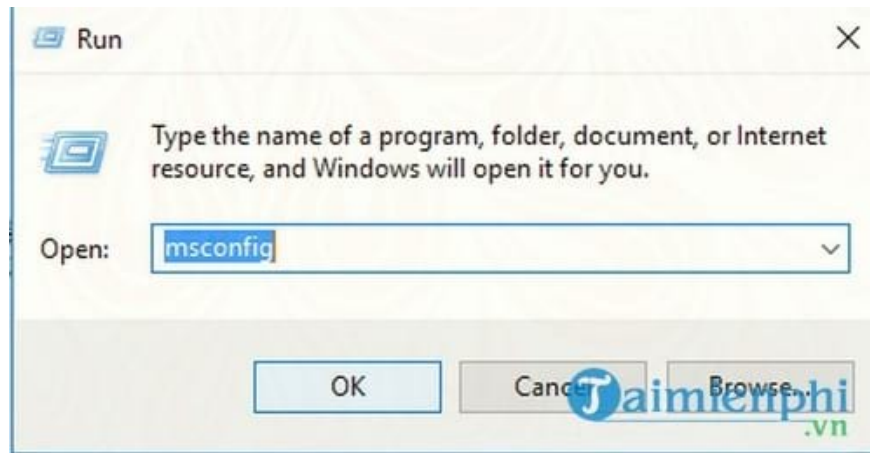 Run
Type the name of a program, folder, document, or Internet
resource, and Windows will open it for you.
Open: msconfig
OK Cancel Browse...
Taimienphi
.vn